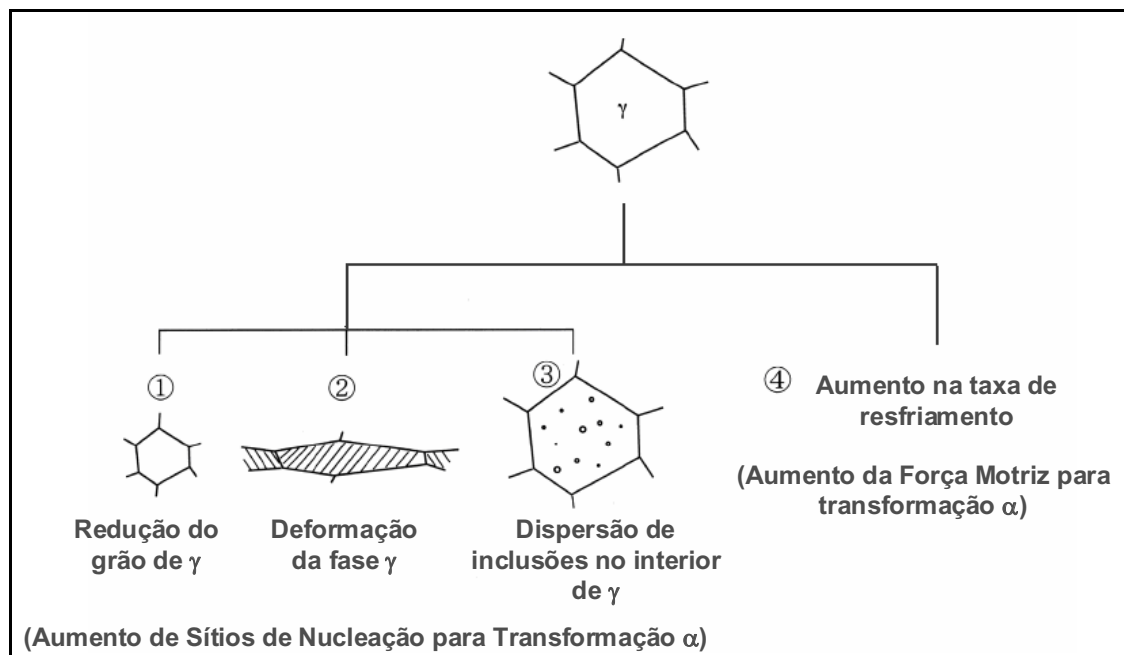 γ
①
Redução do
grão de γ
②
Deformação
da fase γ
③
Dispersão de
inclusões no interior
de γ
(Aumento de Sítios de Nucleação para Transformação α)
④ Aumento na taxa de
resfriamento
(Aumento da Força Motriz para
transformação α)